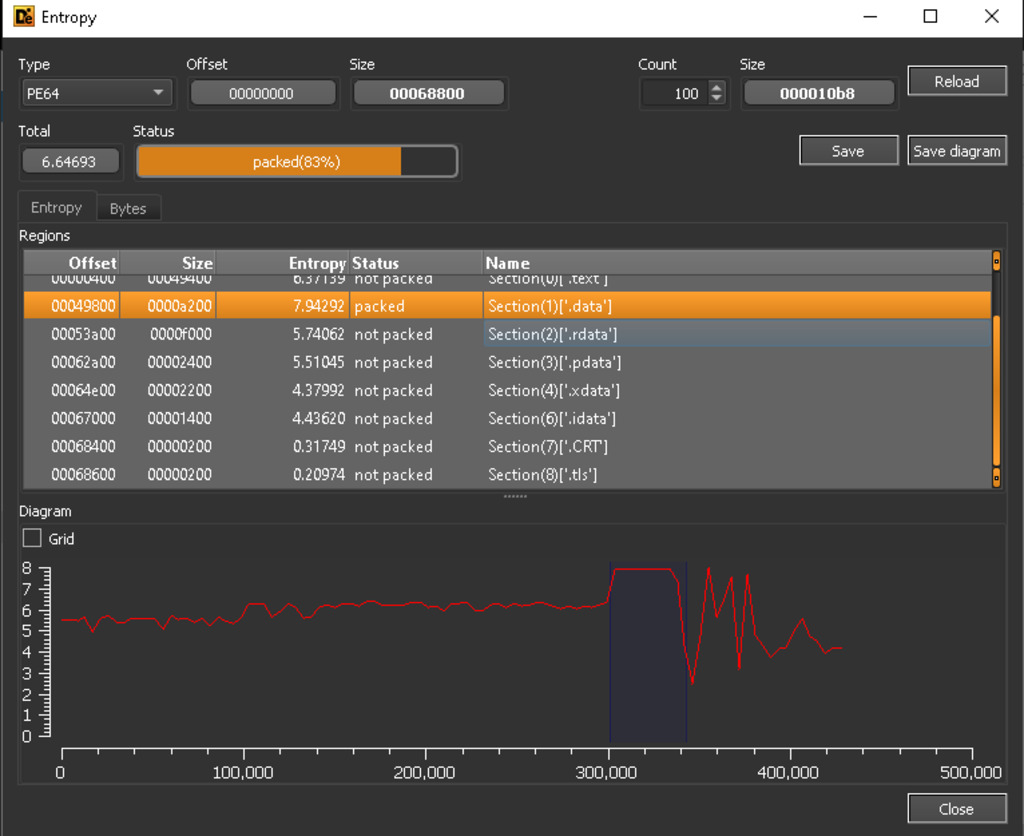 De Entropy
Type Offset Size Count Size
PE64 00000000 00068800 100 000010b8 Reload
Total Status
6.64693 packed(83%) Save Save diagram
Entropy Bytes
Regions
Offset Size Entropy Status Name
00000400 00049400 6.37139 not packed Section(0)['.text']
00049800 0000a200 7.94292 packed Section(1)['.data']
00053a00 0000f000 5.74062 not packed Section(2)['.rdata']
00062a00 00002400 5.51045 not packed Section(3)['.pdata']
00064e00 00002200 4.37992 not packed Section(4)['.xdata']
00067000 00001400 4.43620 not packed Section(6)['.idata']
00068400 00000200 0.31749 not packed Section(7)['.CRT']
00068600 00000200 0.20974 not packed Section(8)['.tls']
Diagram
Grid
8
7
6
5
4
3
2
1
0
0 100,000 200,000 300,000 400,000 500,000
Close